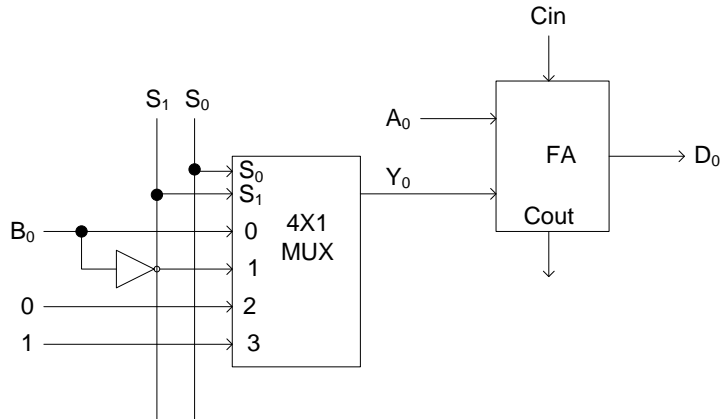 Cin
S₁ S₀
A₀
FA
D₀
S₀
S₁
Y₀
4X1
MUX
Cout
B₀
0
1
0
2
1
3